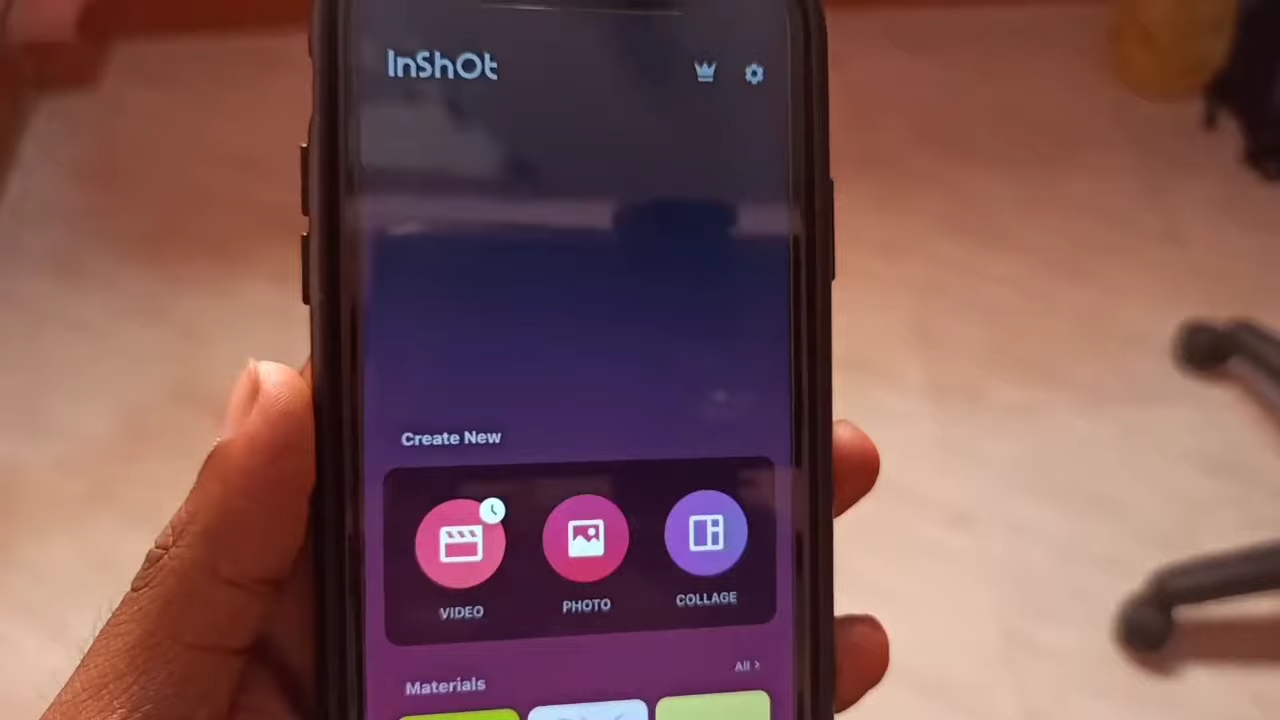 InShOt
Create New
VIDEO
PHOTO
COLLAGE
Materials
All >